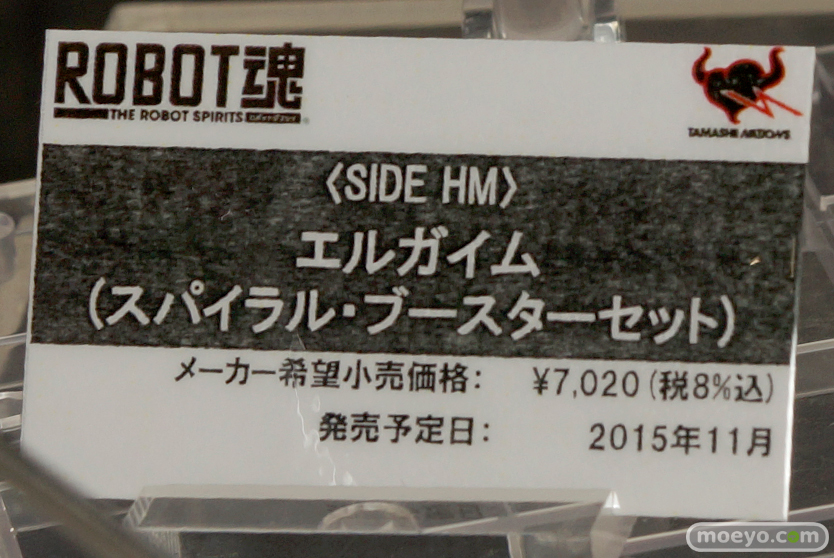 ROBOT魂
THE ROBOT SPIRITS
TAMASHII NATIONS
〈SIDE HM〉
エルガイム
(スパイラル・ブースターセット)
メーカー希望小売価格: ¥7,020(税8%込)
発売予定日: 2015年11月
moeyo.com